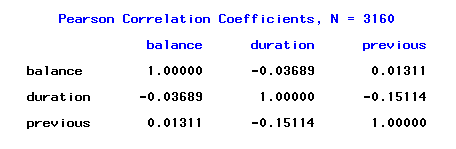 Pearson Correlation Coefficients, N = 3160
balance duration previous
balance 1.00000 -0.03689 0.01311
duration -0.03689 1.00000 -0.15114
previous 0.01311 -0.15114 1.00000